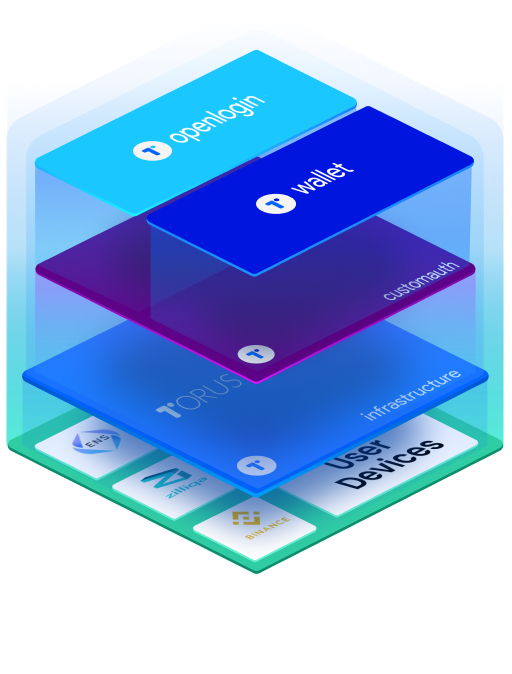 openlogin
wallet
customauth
TORUS
infrastructure
ENS
zilliqa
BINANCE
User
Devices